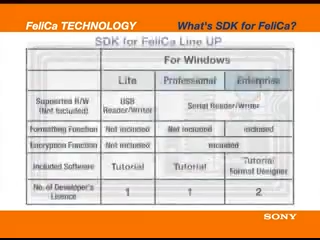 FeliCa TECHNOLOGY What's SDK for FeliCa?
SDK for FeliCa Line UP
For Windows
Lite Professional Enterprise
Supported R/W
(Not Included) USB
Reader/Writer Serial Reader/Writer
Formatting Function Not Included Not Included Included
Encryption Function Not Included Included
Included Software Tutorial Tutorial Tutorial
Format Designer
No. of Developer's
Licence 1 1 2
SONY